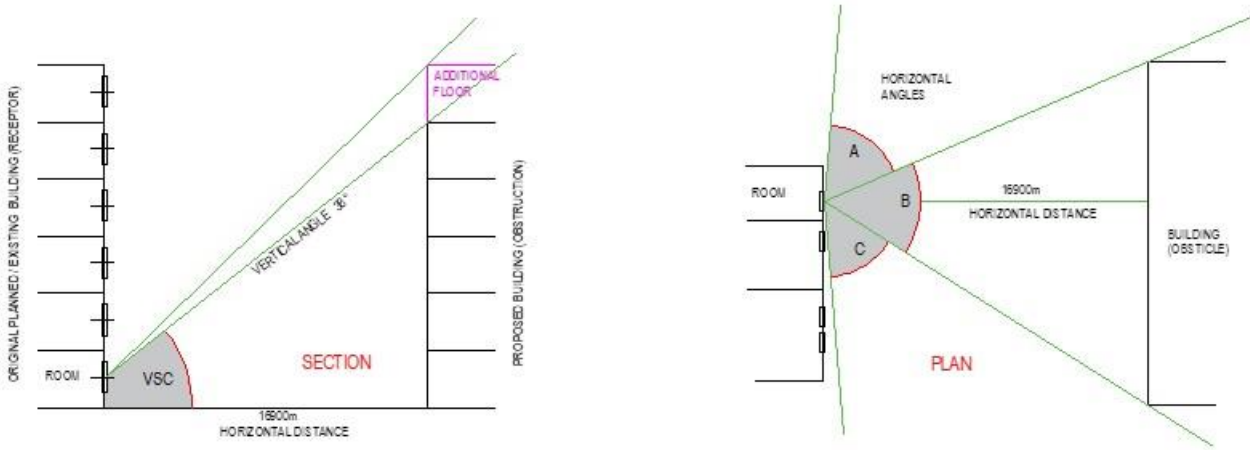 ORIGINAL PLANNED / EXISTING BUILDING (RECEPTOR)
ROOM
VSC
SECTION
VERTICAL ANGLE 38°
ADDITIONAL
FLOOR
PROPOSED BUILDING (OBSTRUCTION)
16900m
HORIZONTAL DISTANCE
HORIZONTAL
ANGLES
ROOM
A
B
C
16900m
HORIZONTAL DISTANCE
BUILDING
(OBSTICLE)
PLAN